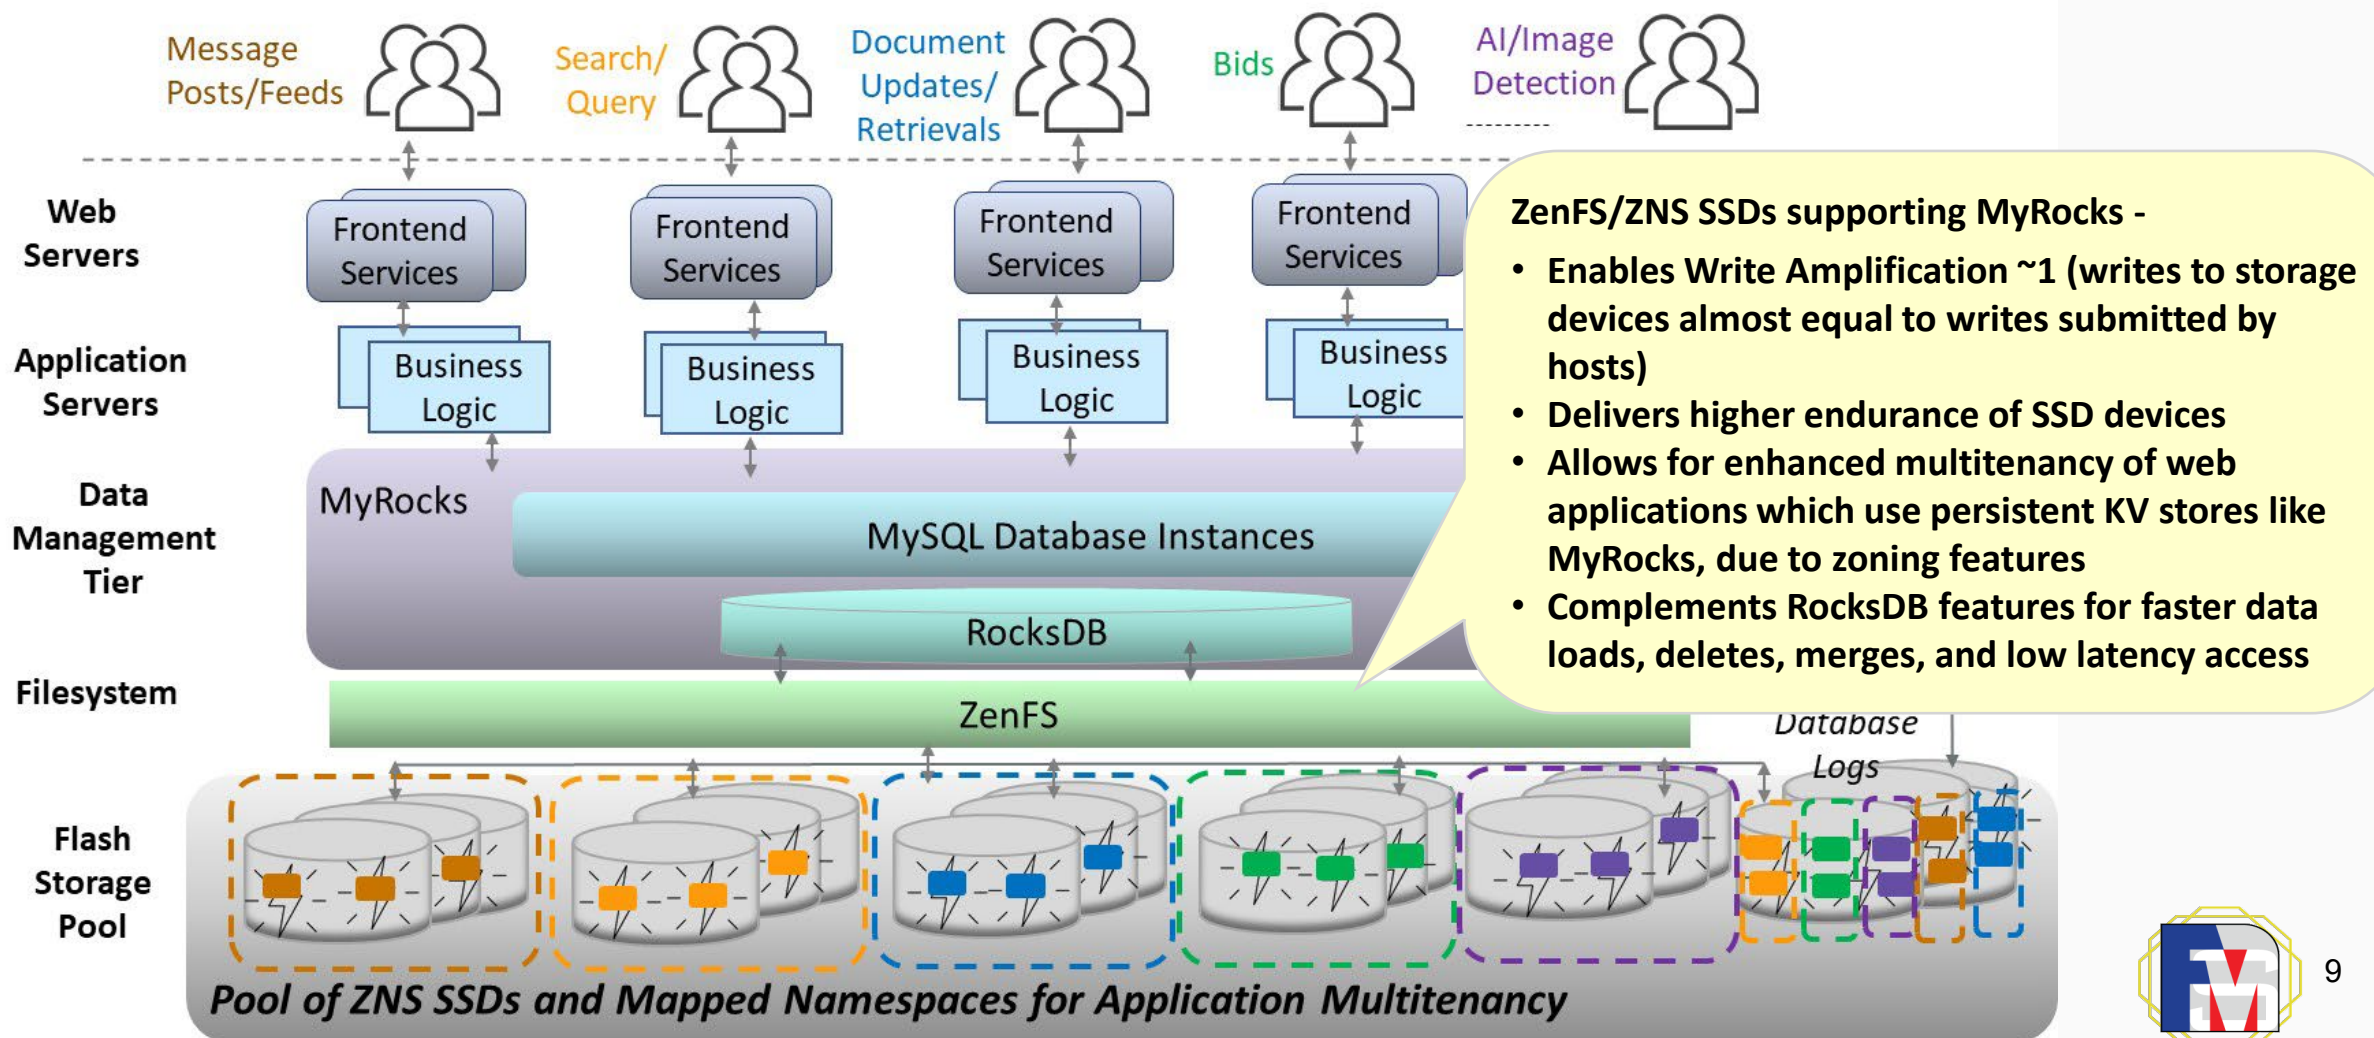 Message
Posts/Feeds
Search/
Query
Document
Updates/
Retrievals
Bids
AI/Image
Detection
Web
Servers
Frontend
Services
Frontend
Services
Frontend
Services
Frontend
Services
Application
Servers
Business
Logic
Business
Logic
Business
Logic
Business
Logic
Data
Management
Tier
MyRocks
MySQL Database Instances
RocksDB
Filesystem
ZenFS
ZenFS/ZNS SSDs supporting MyRocks -
• Enables Write Amplification ~1 (writes to storage
devices almost equal to writes submitted by
hosts)
• Delivers higher endurance of SSD devices
• Allows for enhanced multitenancy of web
applications which use persistent KV stores like
MyRocks, due to zoning features
• Complements RocksDB features for faster data
loads, deletes, merges, and low latency access
Database
Logs
Flash
Storage
Pool
Pool of ZNS SSDs and Mapped Namespaces for Application Multitenancy
FMS
9